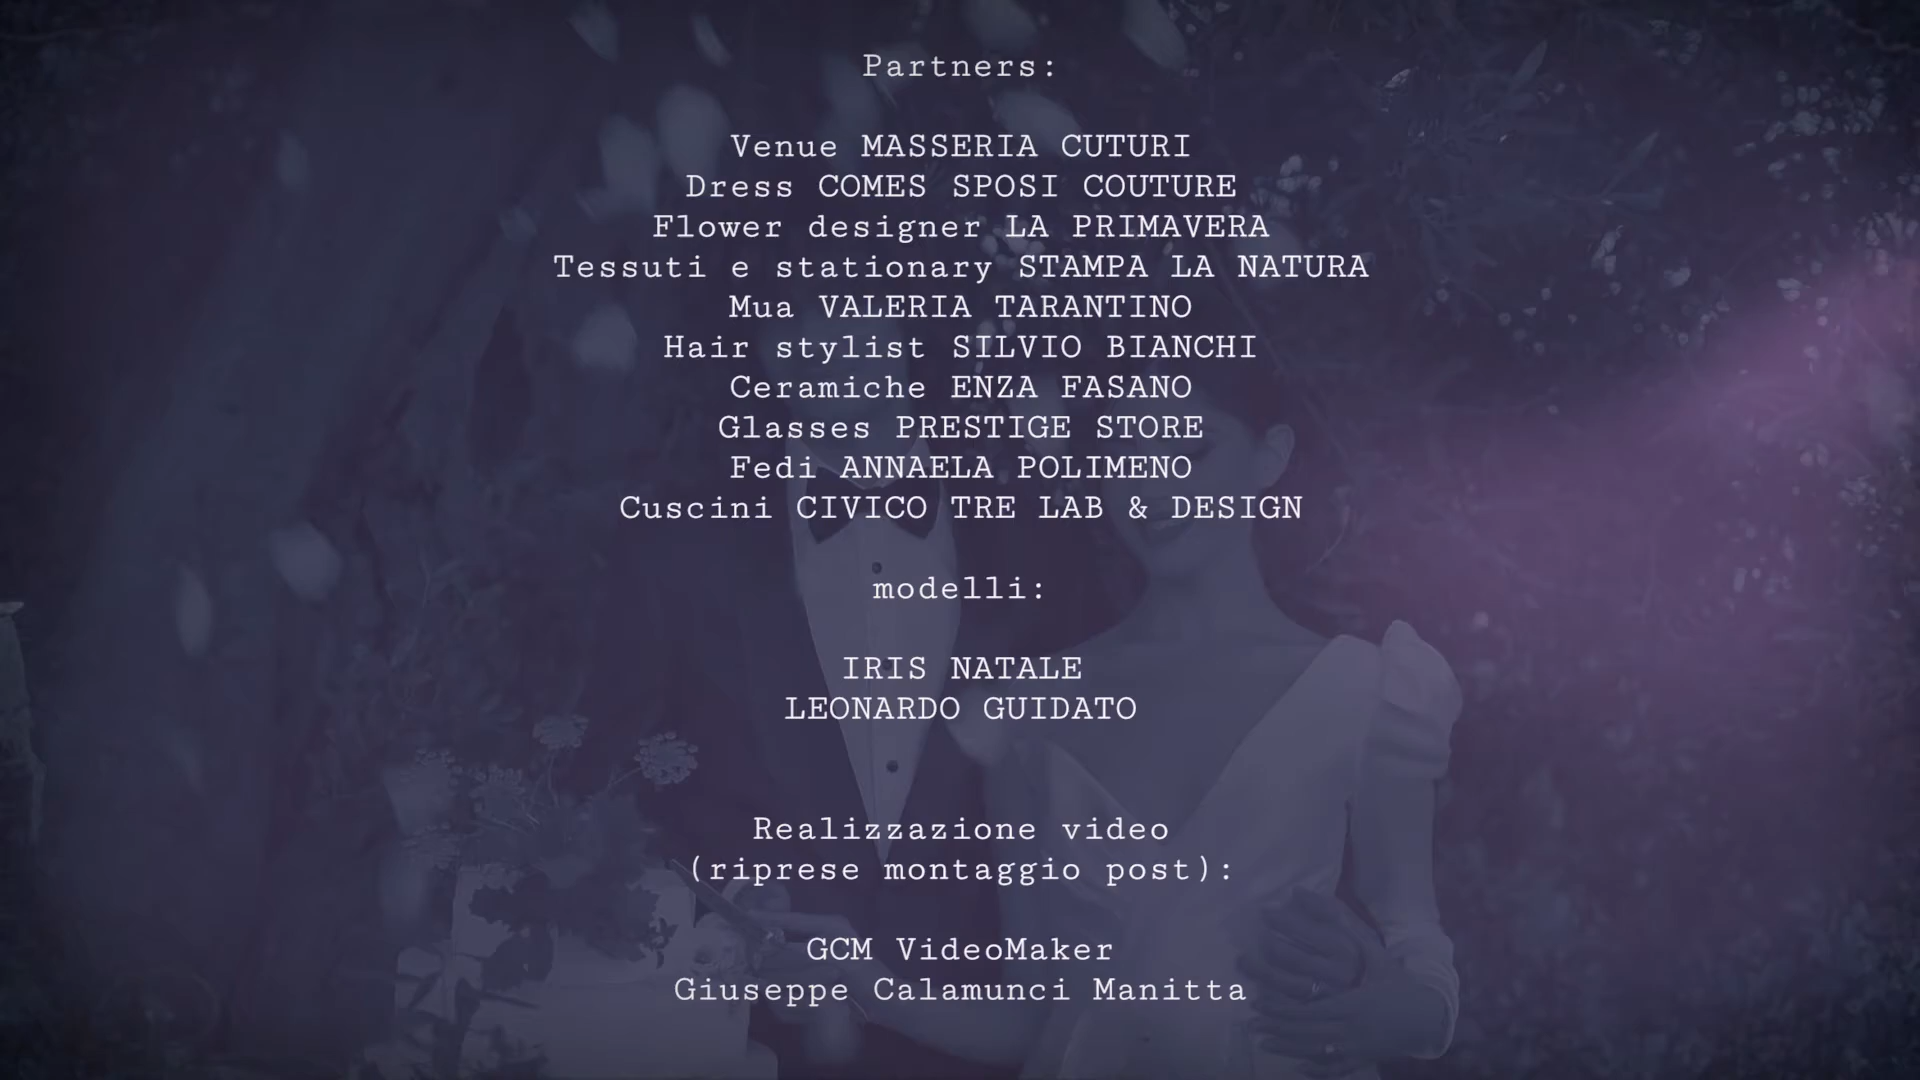 Partners:
Venue MASSERIA CUTURI
Dress COMES SPOSI COUTURE
Flower designer LA PRIMAVERA
Tessuti e stationary STAMPA LA NATURA
Mua VALERIA TARANTINO
Hair stylist SILVIO BIANCHI
Ceramiche ENZA FASANO
Glasses PRESTIGE STORE
Fedi ANNAELA POLIMENO
Cuscini CIVICO TRE LAB & DESIGN
modelli:
IRIS NATALE
LEONARDO GUIDATO
Realizzazione video
(riprese montaggio post):
GCM VideoMaker
Giuseppe Calamunci Manitta